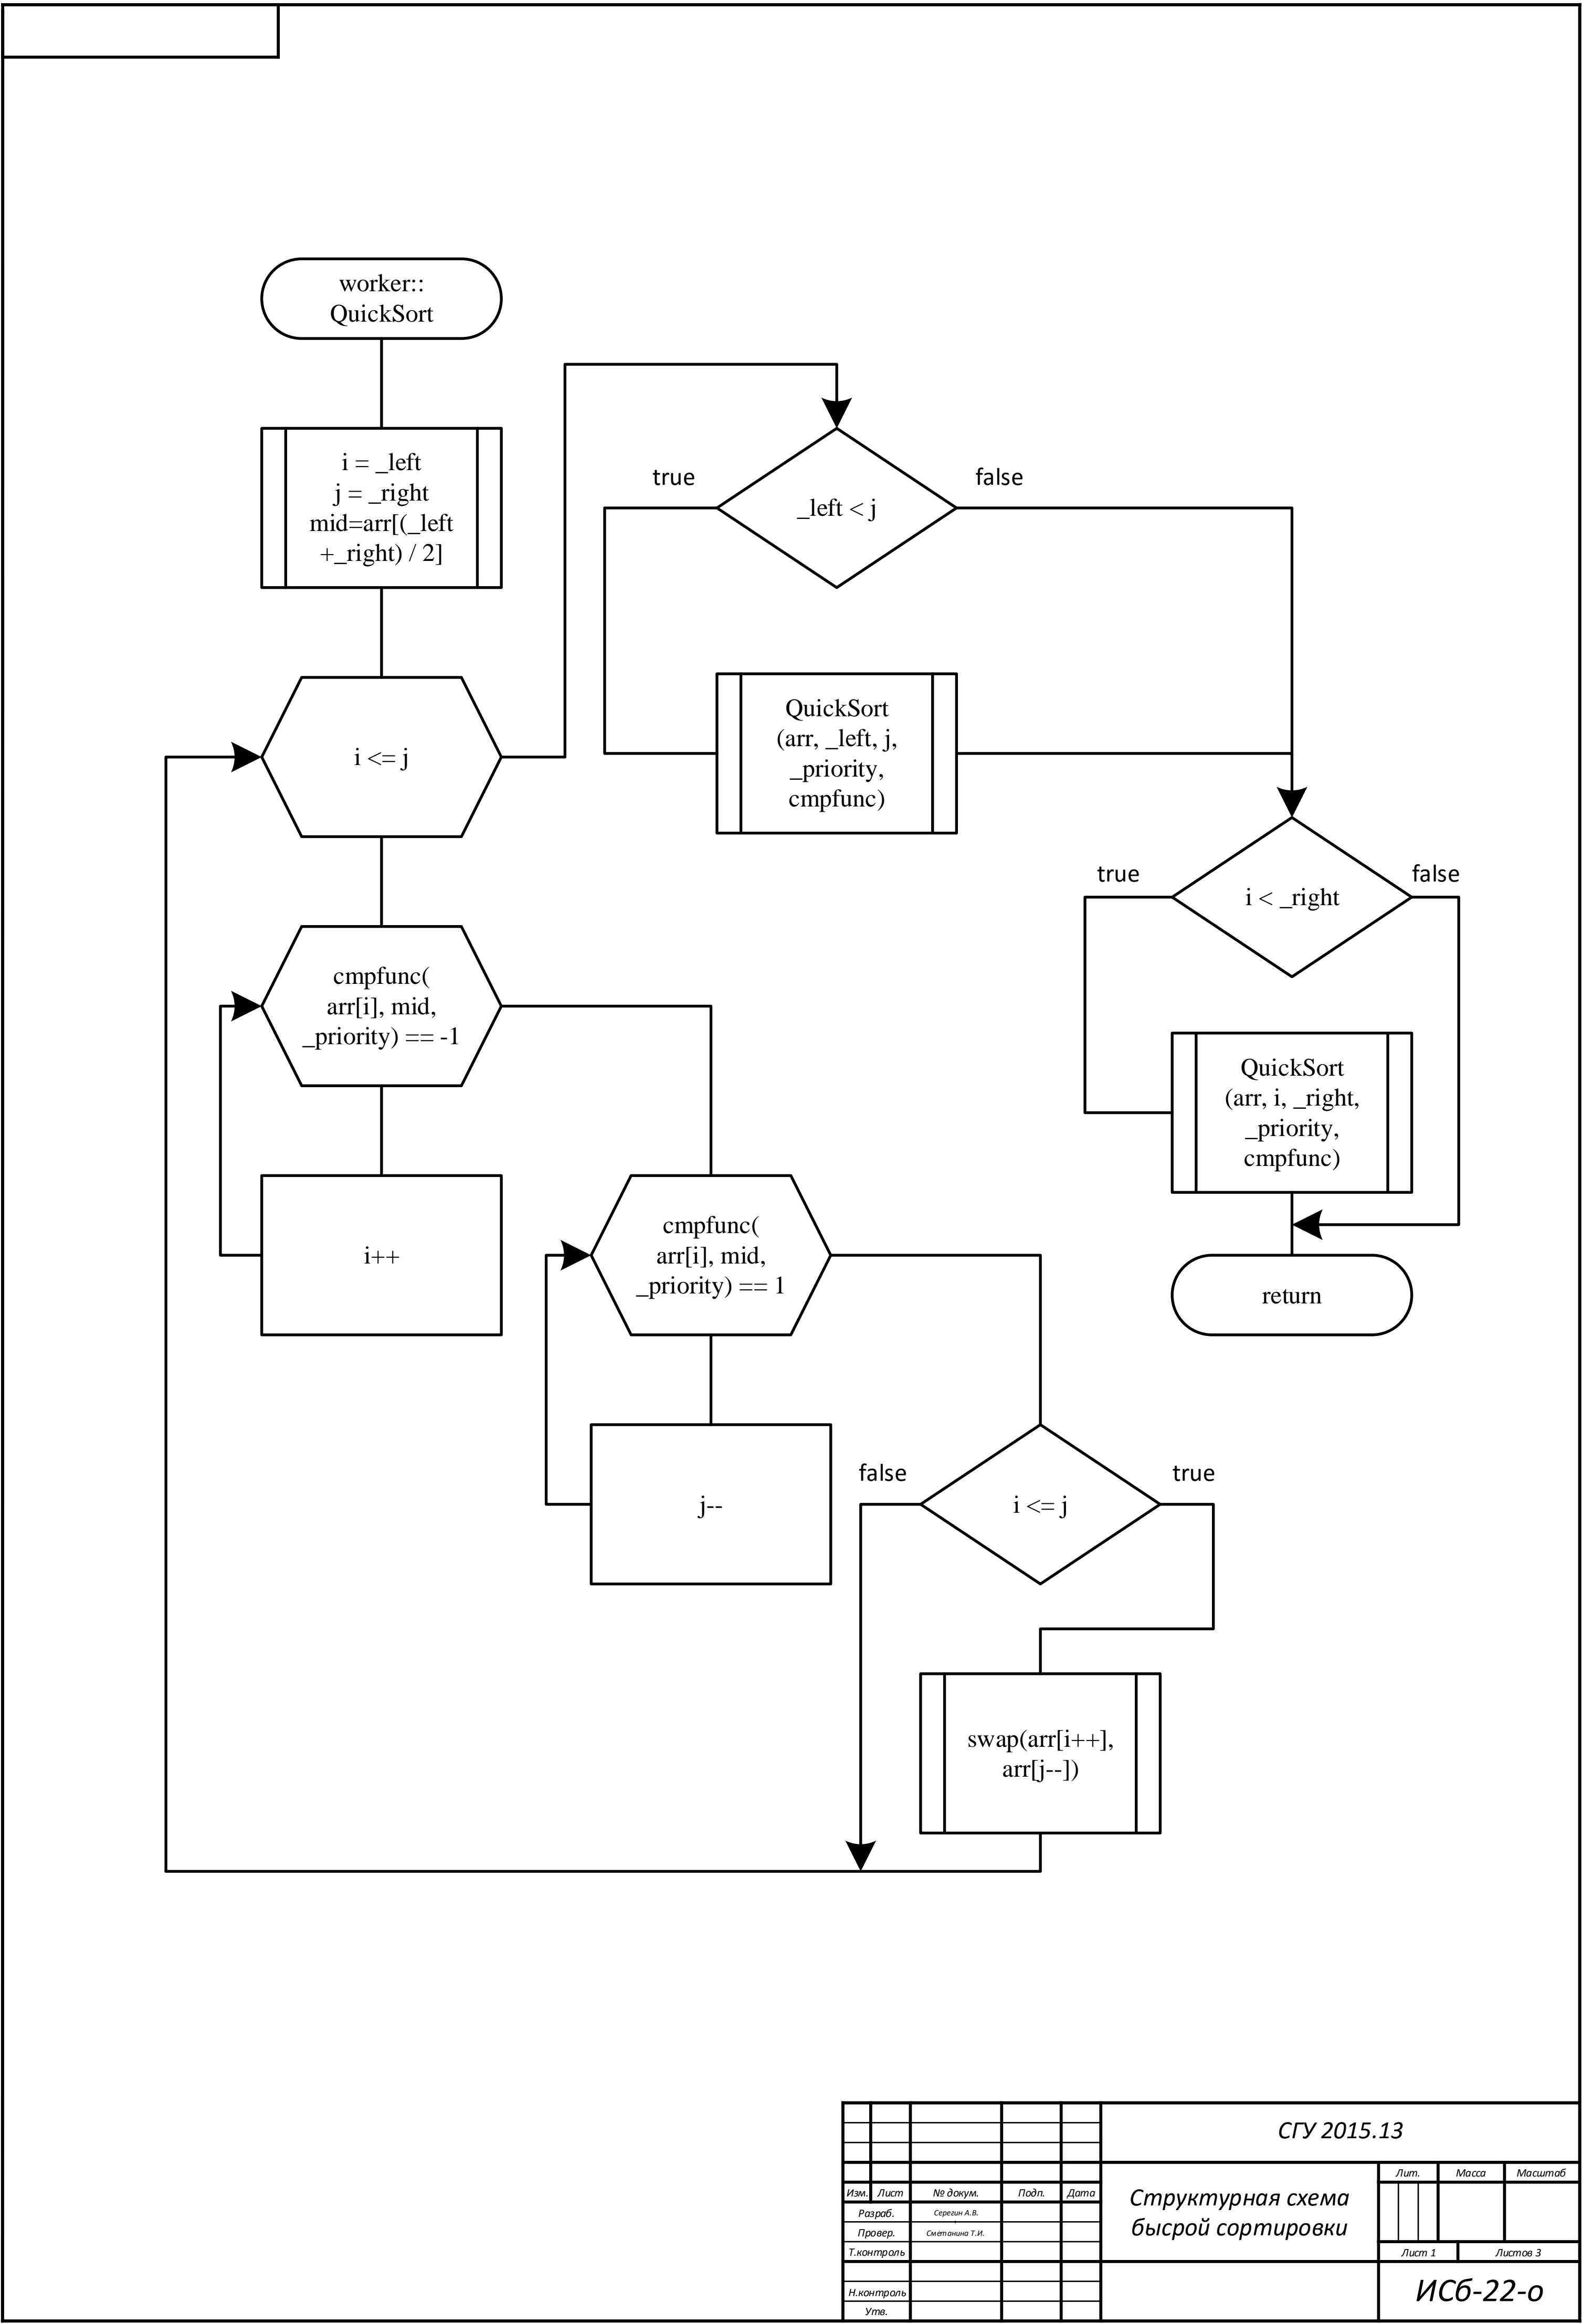 worker::
QuickSort
i = _left
j = _right
mid=arr[(_left
+_right) / 2]
i <= j
cmpfunc(
arr[i], mid,
_priority) == -1
i++
cmpfunc(
arr[i], mid,
_priority) == 1
j--
false
true
i <= j
swap(arr[i++],
arr[j--])
true
false
_left < j
QuickSort
(arr, _left, j,
_priority,
cmpfunc)
true
false
i < _right
QuickSort
(arr, i, _right,
_priority,
cmpfunc)
return
СГУ 2015.13
Изм. Лист № докум. Подп. Дата
Разраб. Серегин А.В.
Провер. Сметанина Т.И.
Т.контроль
Н.контроль
Утв.
Структурная схема
бысрой сортировки
Лит. Масса Масштаб
Лист 1 Листов 3
ИСб-22-о